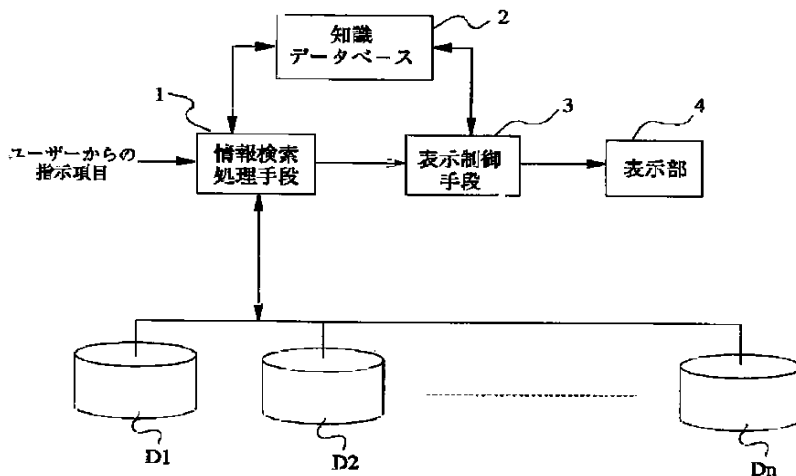 2
知識
データベース
1
3
4
ユーザーからの
指示項目
情報検索
処理手段
表示制御
手段
表示部
D1
D2
Dn